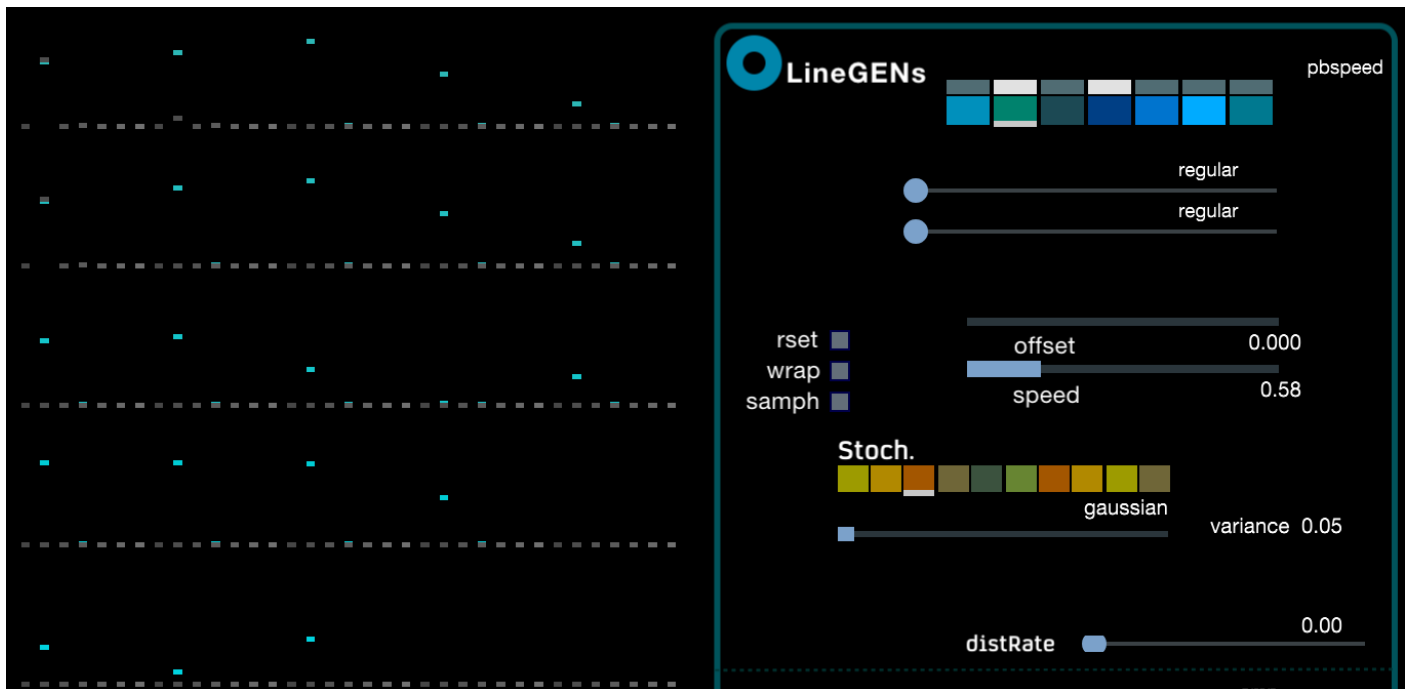 LineGENs
pbspeed
regular
regular
rset
offset
0.000
wrap
speed
0.58
samph
Stoch.
gaussian
variance 0.05
distRate
0.00